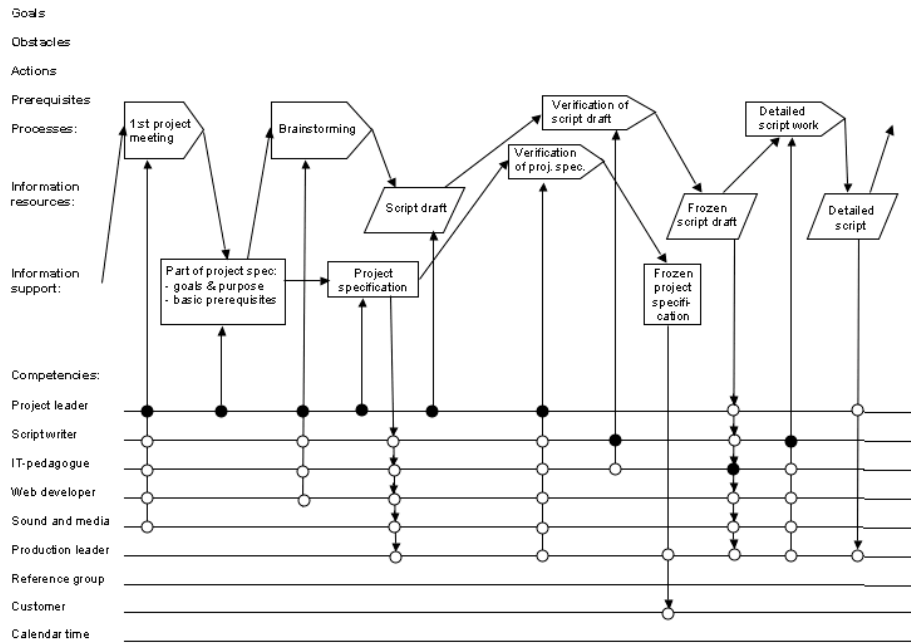 Goals
Obstacles
Actions
Prerequisites
Processes:
1st project
meeting
Brainstorming
Verification of
script draft
Detailed
script work
Verification
of proj. spec.
Information
resources:
Script draft
Frozen
script draft
Detailed
script
Information
support:
Part of project spec:
- goals & purpose
- basic prerequisites
Project
specification
Frozen
project
specifi-
cation
Competencies:
Project leader
Scriptwriter
IT-pedagogue
Web developer
Sound and media
Production leader
Reference group
Customer
Calendar time